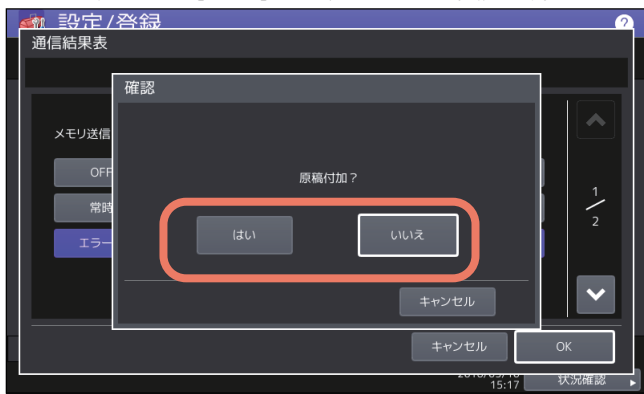 設定/登録
?
通信結果表
確認
メモリ送信
OFF
常時
エラー
原稿付加？
はい
いいえ
キャンセル
1
2
キャンセル
OK
15:17
状況確認